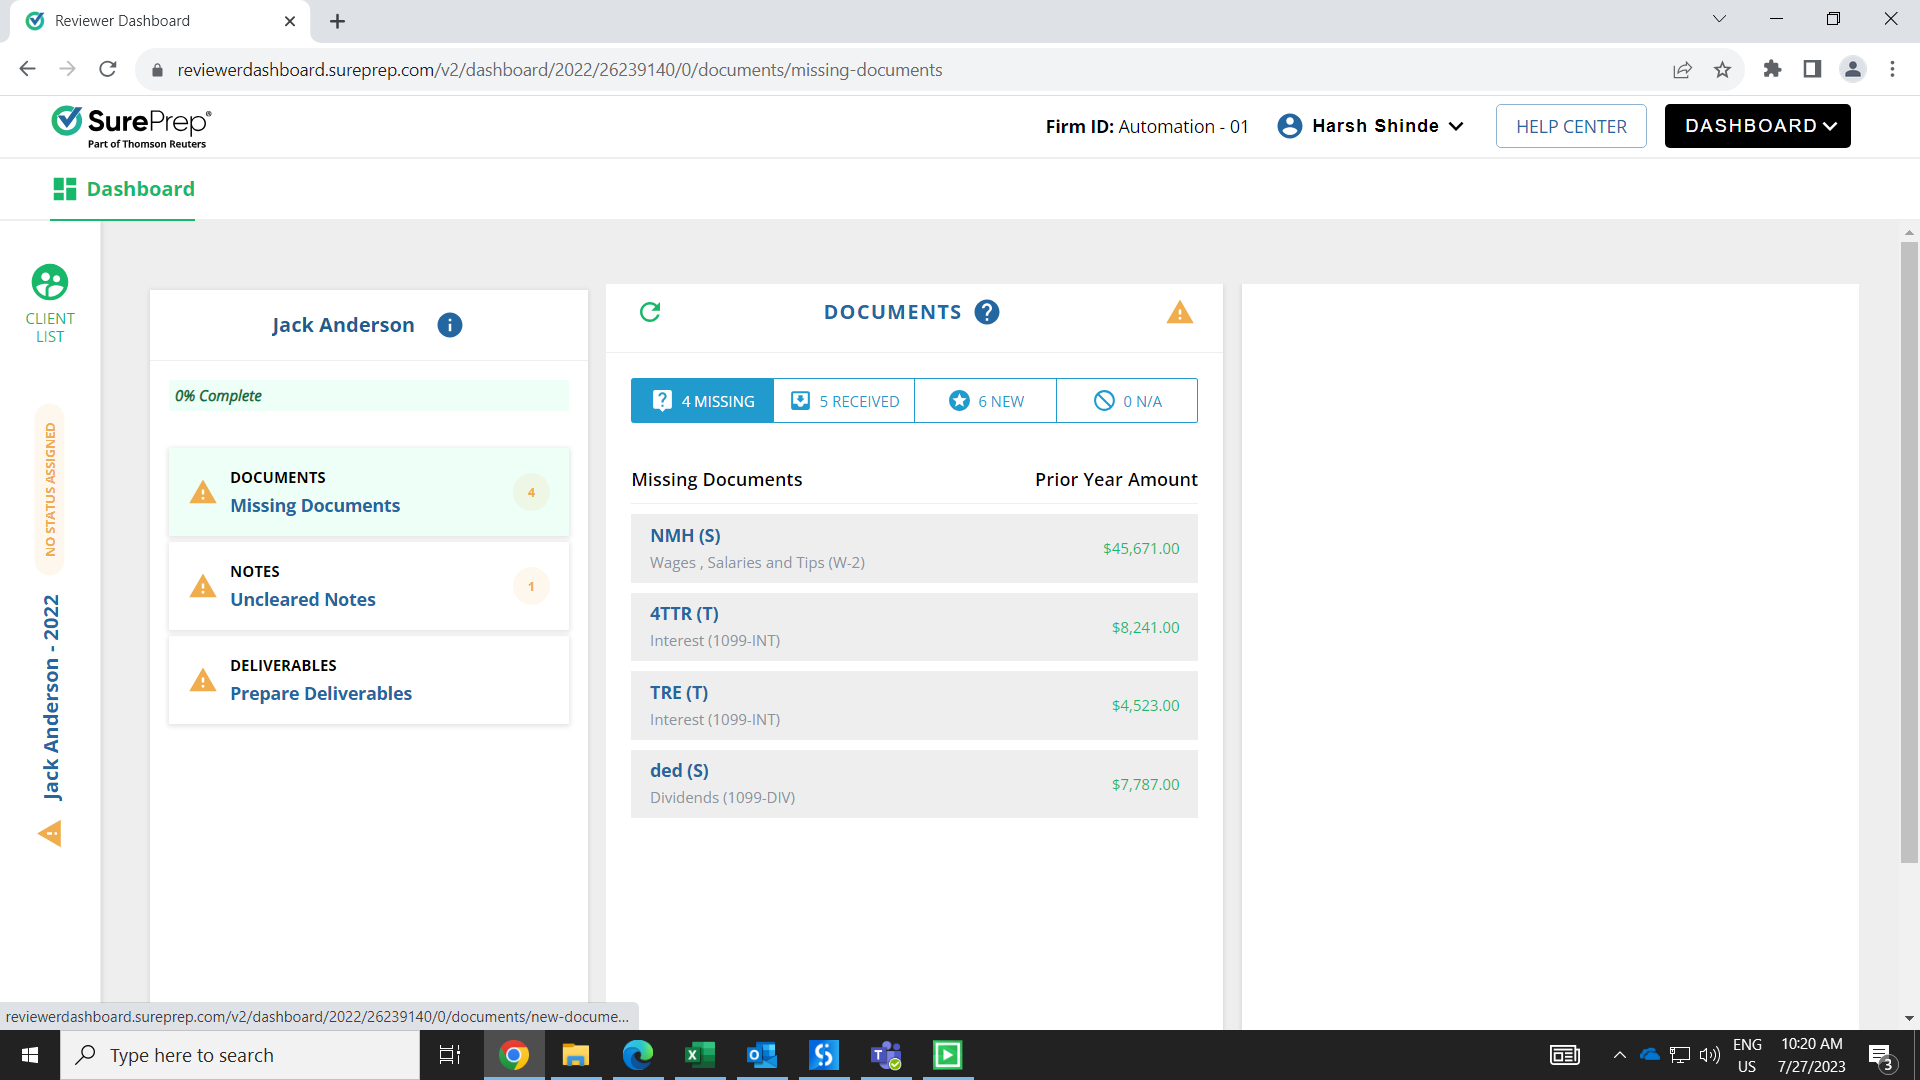 Reviewer Dashboard
reviewerdashboard.sureprep.com/v2/dashboard/2022/26239140/0/documents/missing-documents
SurePrep®
Part of Thomson Reuters
Firm ID: Automation - 01
Harsh Shinde
HELP CENTER
DASHBOARD
Dashboard
CLIENT
LIST
NO STATUS ASSIGNED
Jack Anderson - 2022
Jack Anderson
0% Complete
DOCUMENTS
Missing Documents
4
NOTES
Uncleared Notes
1
DELIVERABLES
Prepare Deliverables
DOCUMENTS
4 MISSING
5 RECEIVED
6 NEW
0 N/A
Missing Documents
Prior Year Amount
NMH (S)
Wages , Salaries and Tips (W-2)
$45,671.00
4TTR (T)
Interest (1099-INT)
$8,241.00
TRE (T)
Interest (1099-INT)
$4,523.00
ded (S)
Dividends (1099-DIV)
$7,787.00
reviewerdashboard.sureprep.com/v2/dashboard/2022/26239140/0/documents/new-docume...
Type here to search
ENG
US
10:20 AM
7/27/2023
3